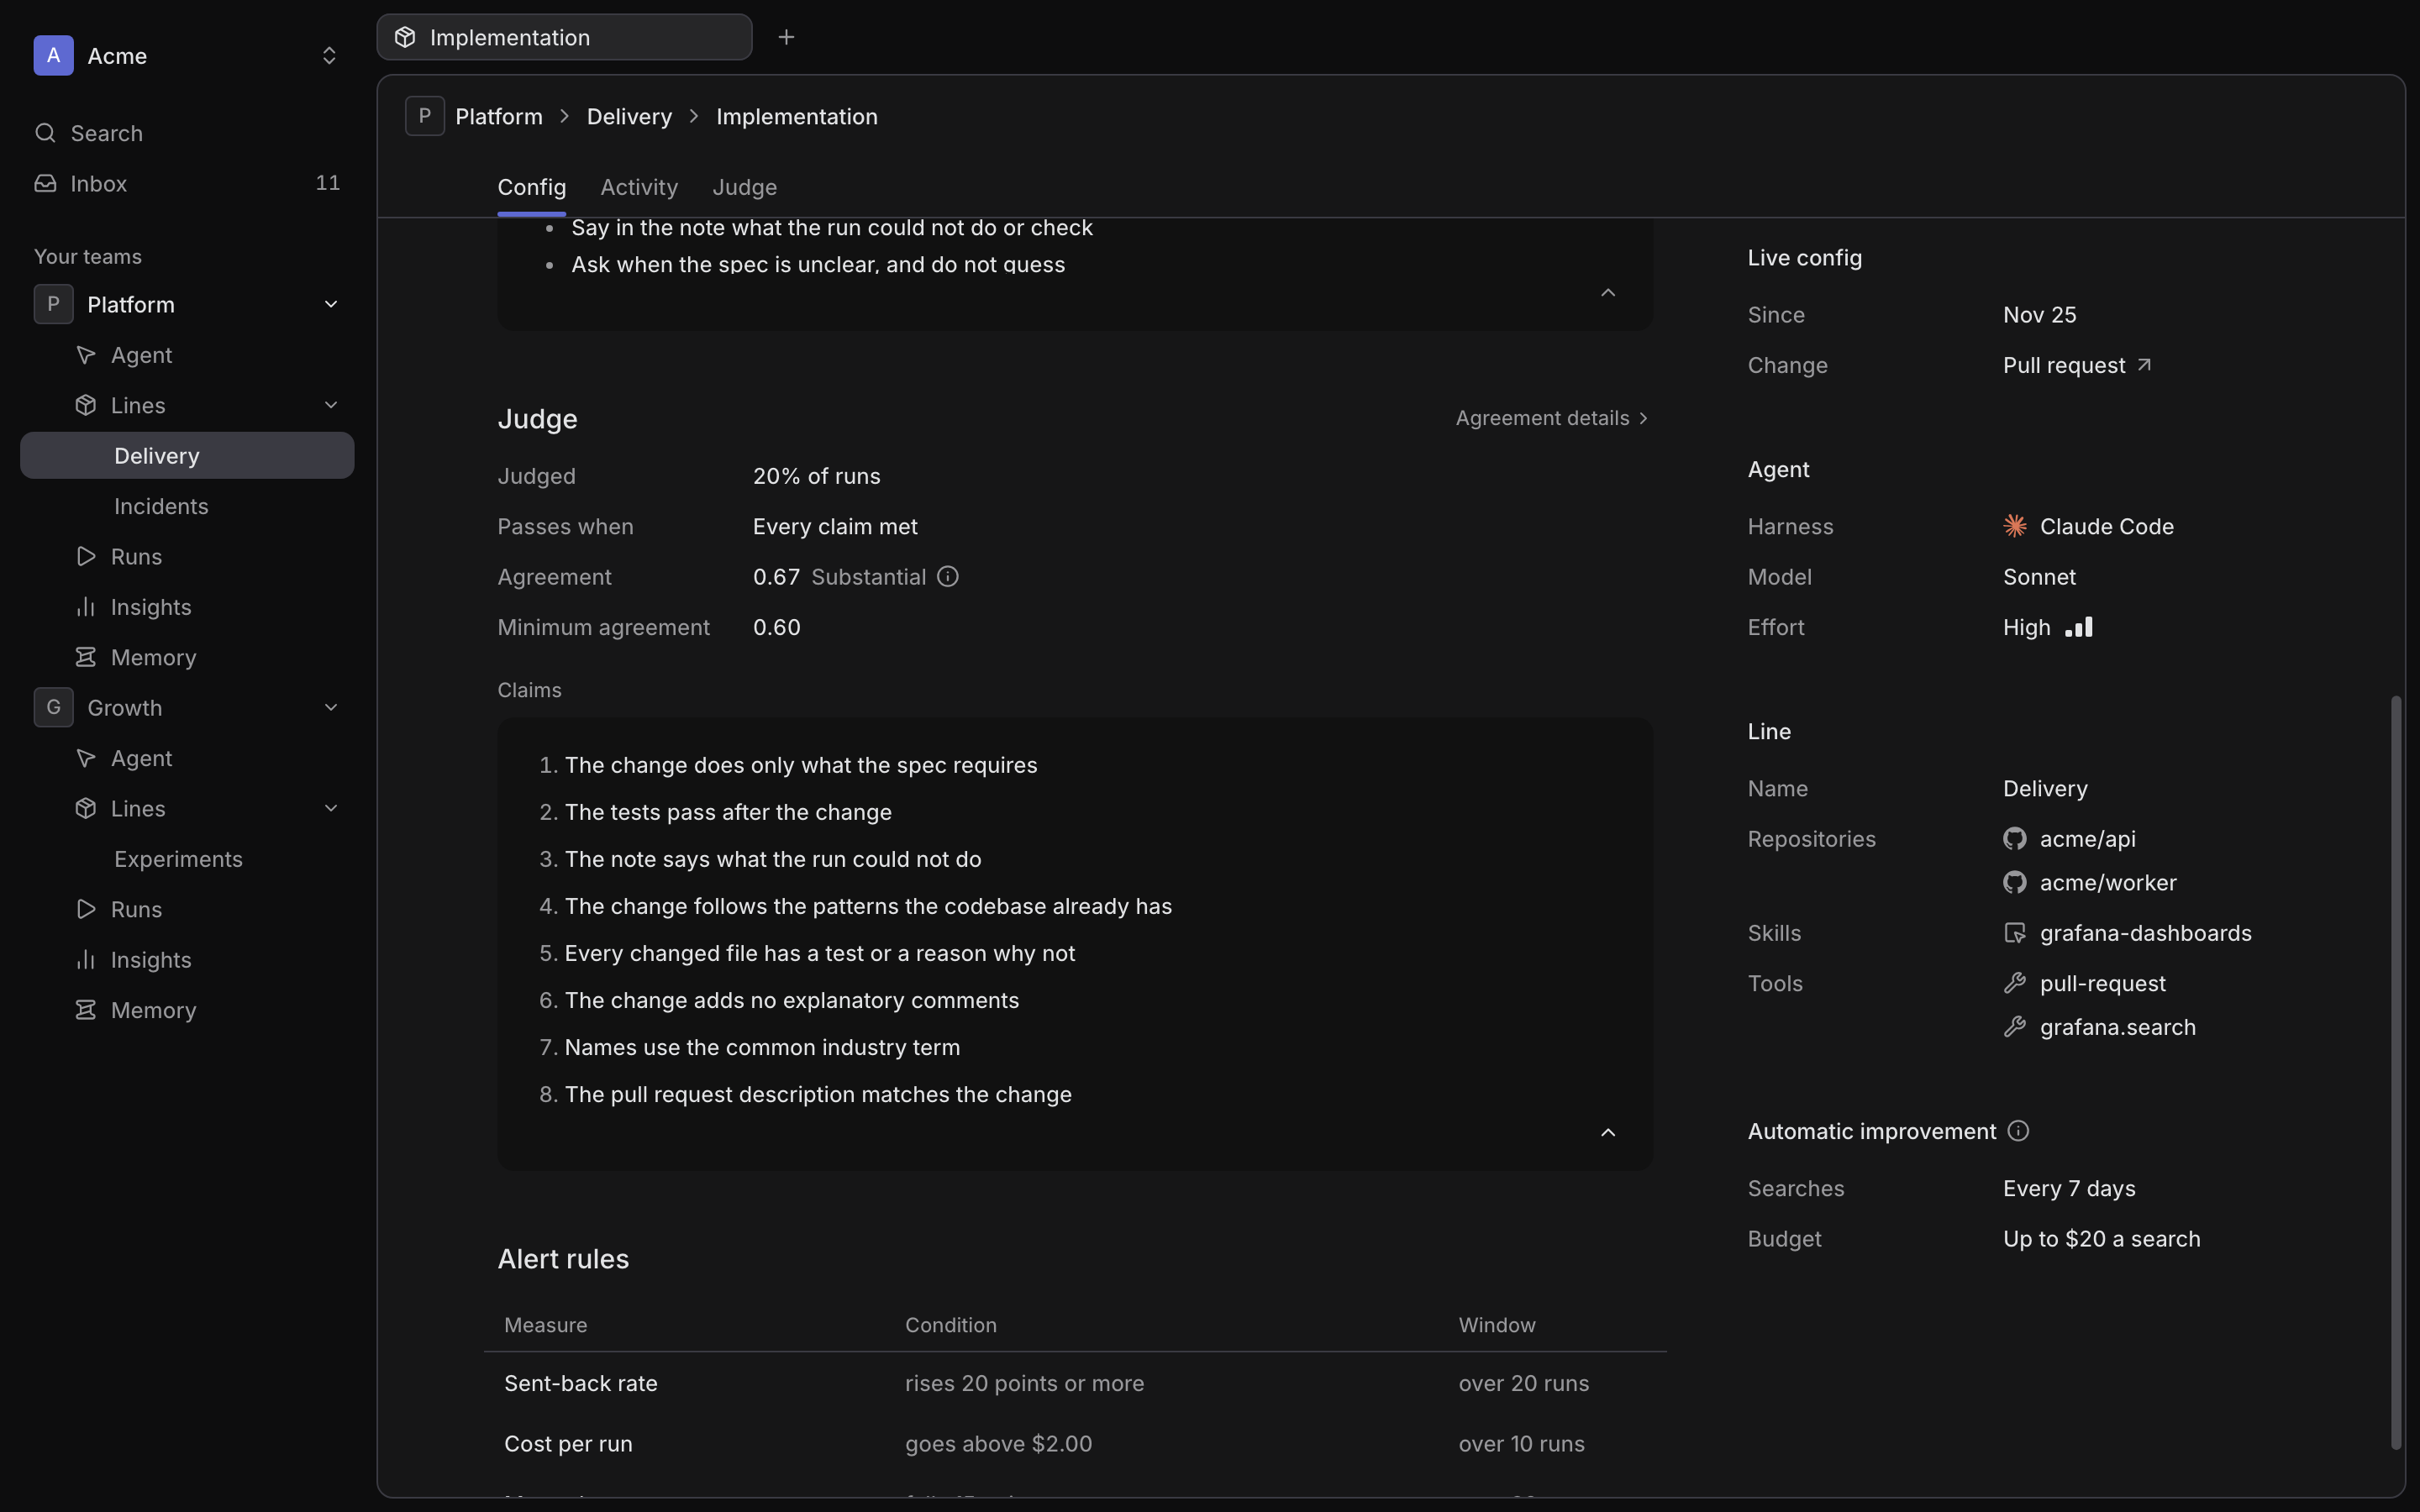 A Acme
Search
Inbox 11
Your teams
P Platform
Agent
Lines
Delivery
Incidents
Runs
Insights
Memory
G Growth
Agent
Lines
Experiments
Runs
Insights
Memory
Implementation
P Platform > Delivery > Implementation
Config Activity Judge
• Say in the note what the run could not do or check
• Ask when the spec is unclear, and do not guess
Judge
Agreement details >
Judged 20% of runs
Passes when Every claim met
Agreement 0.67 Substantial
Minimum agreement 0.60
Claims
1. The change does only what the spec requires
2. The tests pass after the change
3. The note says what the run could not do
4. The change follows the patterns the codebase already has
5. Every changed file has a test or a reason why not
6. The change adds no explanatory comments
7. Names use the common industry term
8. The pull request description matches the change
Alert rules
Measure Condition Window
Sent-back rate rises 20 points or more over 20 runs
Cost per run goes above $2.00 over 10 runs
Live config
Since Nov 25
Change Pull request
Agent
Harness Claude Code
Model Sonnet
Effort High
Line
Name Delivery
Repositories acme/api
acme/worker
Skills grafana-dashboards
Tools pull-request
grafana.search
Automatic improvement
Searches Every 7 days
Budget Up to $20 a search